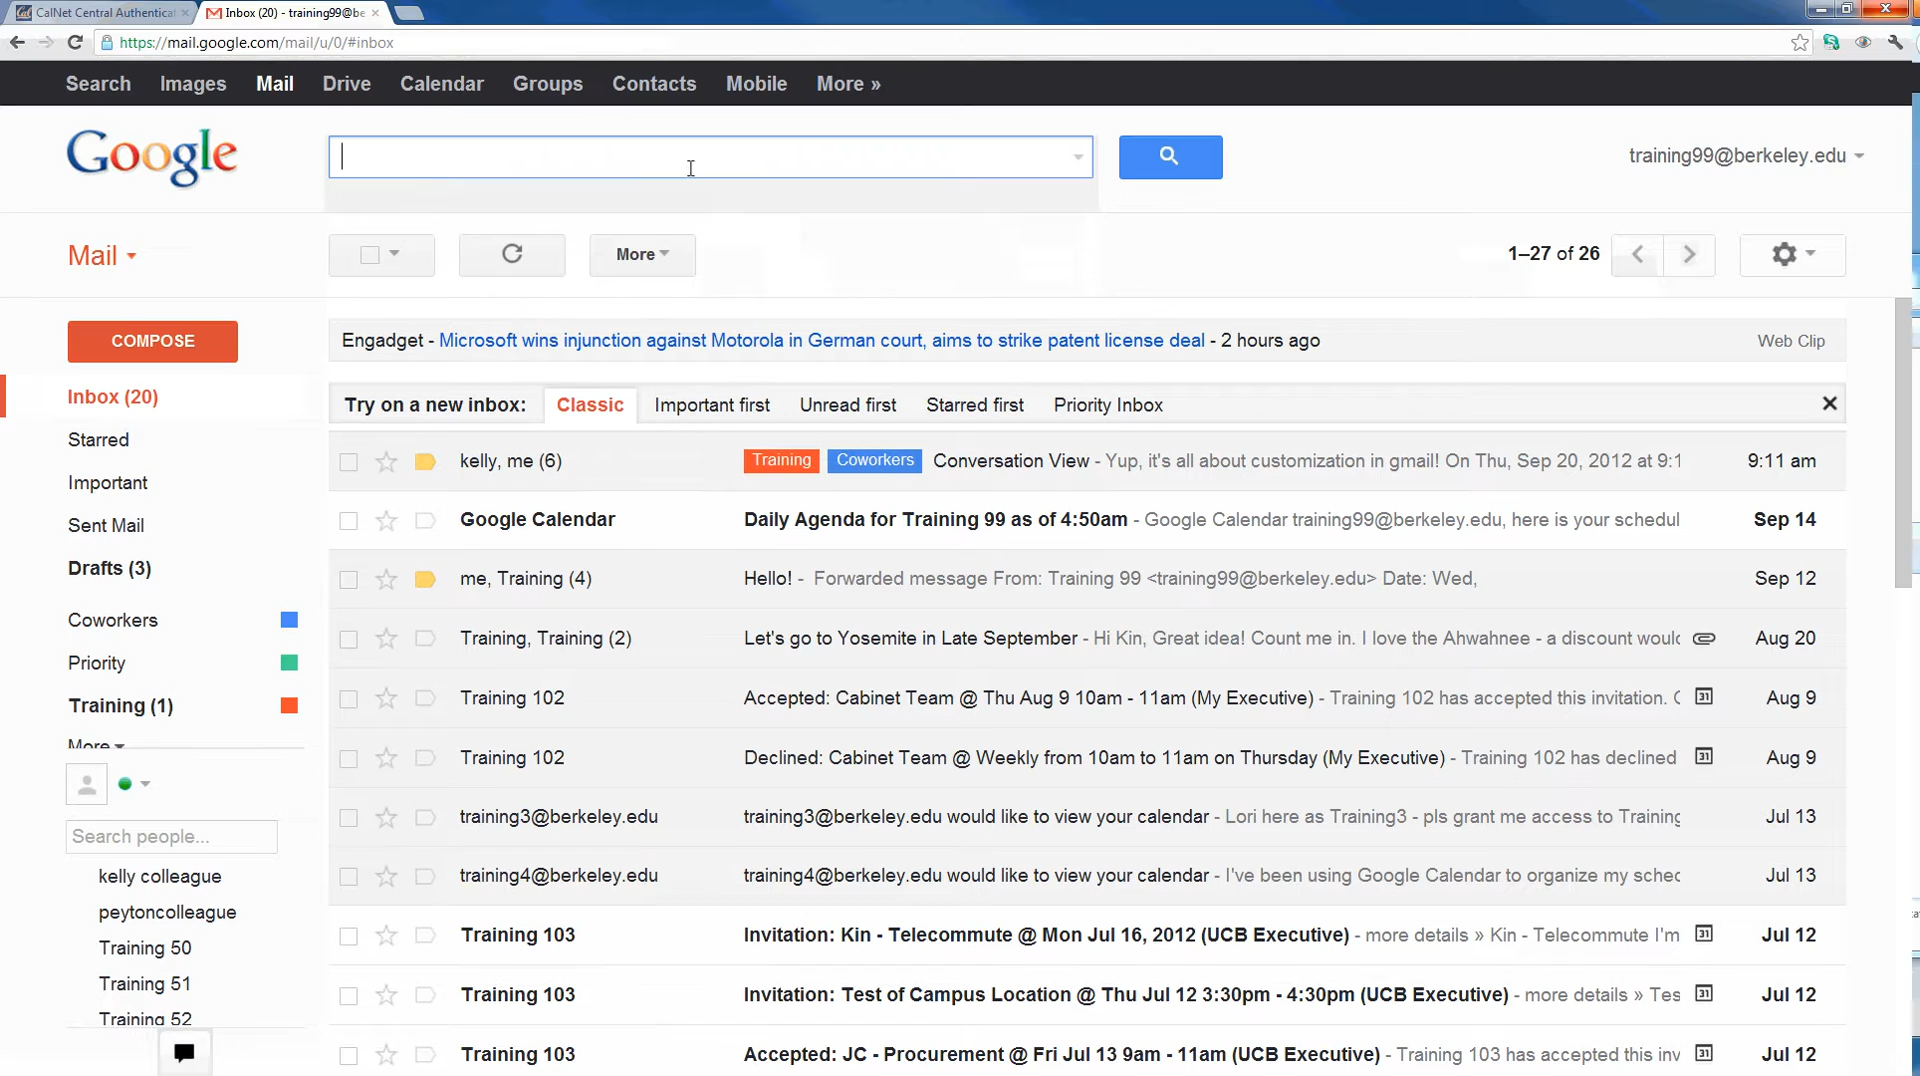 CalNet Central Authenticat
Inbox (20) - training99@be
https://mail.google.com/mail/u/0/#inbox
Search Images Mail Drive Calendar Groups Contacts Mobile More »
Google
training99@berkeley.edu
Mail
More
1–27 of 26
COMPOSE
Engadget - Microsoft wins injunction against Motorola in German court, aims to strike patent license deal - 2 hours ago
Web Clip
Inbox (20)
Try on a new inbox: Classic Important first Unread first Starred first Priority Inbox
Starred
Important
Sent Mail
Drafts (3)
Coworkers
Priority
Training (1)
More
Search people...
kelly colleague
peytoncolleague
Training 50
Training 51
Training 52
kelly, me (6) Training Coworkers Conversation View - Yup, it's all about customization in gmail! On Thu, Sep 20, 2012 at 9:1 9:11 am
Google Calendar Daily Agenda for Training 99 as of 4:50am - Google Calendar training99@berkeley.edu, here is your schedul Sep 14
me, Training (4) Hello! - Forwarded message From: Training 99 <training99@berkeley.edu> Date: Wed, Sep 12
Training, Training (2) Let's go to Yosemite in Late September - Hi Kin, Great idea! Count me in. I love the Ahwahnee - a discount would Aug 20
Training 102 Accepted: Cabinet Team @ Thu Aug 9 10am - 11am (My Executive) - Training 102 has accepted this invitation. 31 Aug 9
Training 102 Declined: Cabinet Team @ Weekly from 10am to 11am on Thursday (My Executive) - Training 102 has declined 31 Aug 9
training3@berkeley.edu training3@berkeley.edu would like to view your calendar - Lori here as Training3 - pls grant me access to Training Jul 13
training4@berkeley.edu training4@berkeley.edu would like to view your calendar - I've been using Google Calendar to organize my sched Jul 13
Training 103 Invitation: Kin - Telecommute @ Mon Jul 16, 2012 (UCB Executive) - more details » Kin - Telecommute I'm 31 Jul 12
Training 103 Invitation: Test of Campus Location @ Thu Jul 12 3:30pm - 4:30pm (UCB Executive) - more details » Tes 31 Jul 12
Training 103 Accepted: JC - Procurement @ Fri Jul 13 9am - 11am (UCB Executive) - Training 103 has accepted this inv 31 Jul 12